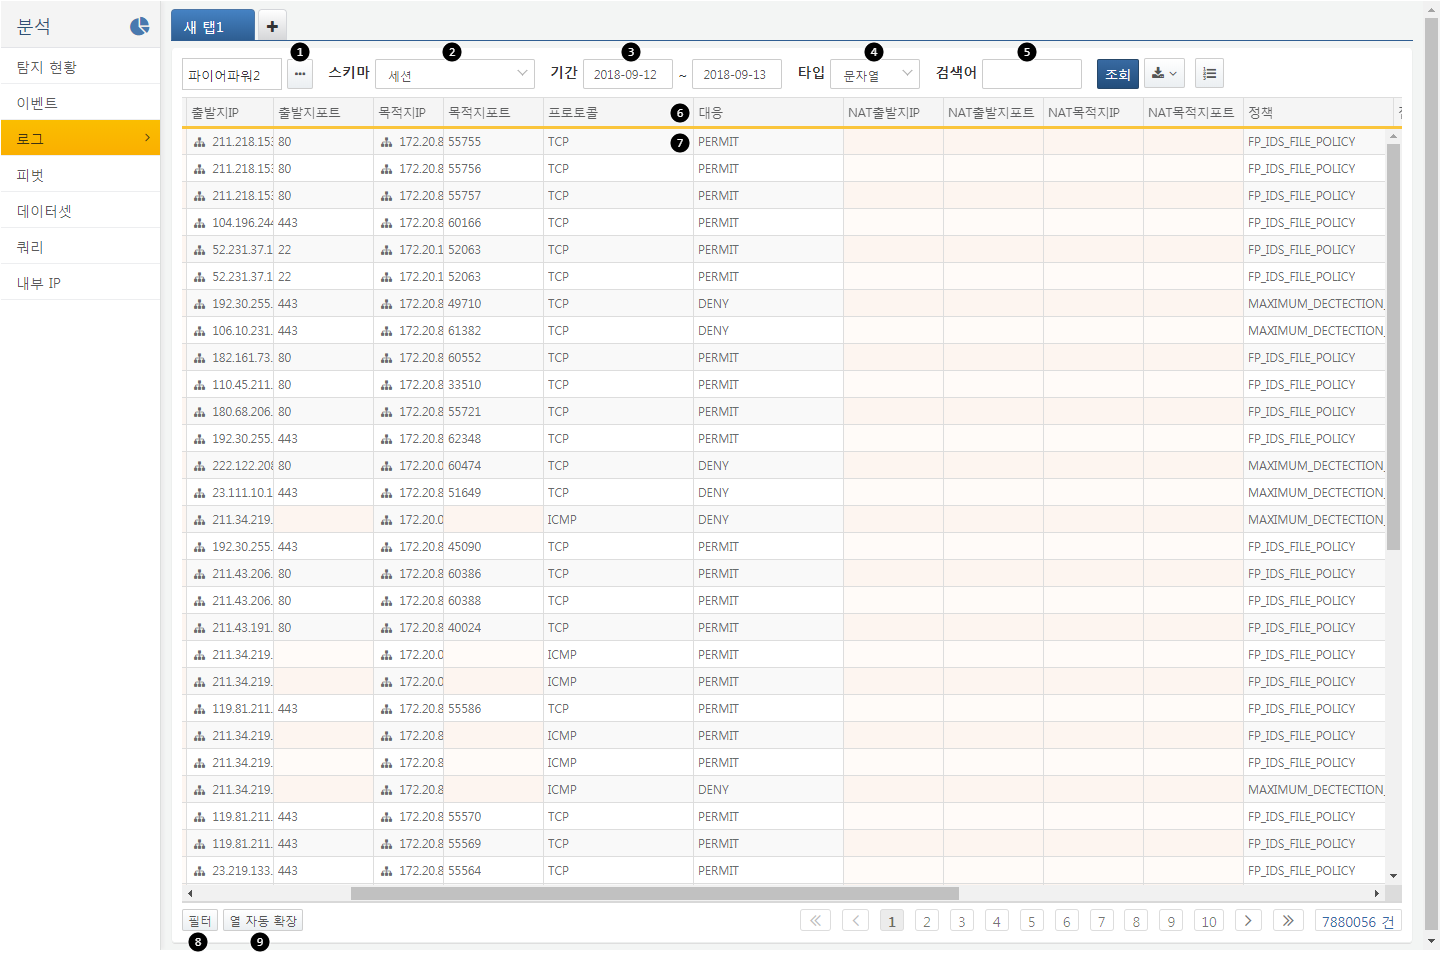 분석
탐지 현황
이벤트
로그
피벗
데이터셋
쿼리
내부 IP
새 탭1
1 2 3 4 5
파이어파워2 스키마 세션 기간 2018-09-12 ~ 2018-09-13 타입 문자열 검색어 조회
출발지IP 출발지포트 목적지IP 목적지포트 프로토콜 6 대응 NAT출발지IP NAT출발지포트 NAT목적지IP NAT목적지포트 정책
211.218.153 80 172.20.8 55755 TCP 7 PERMIT FP_IDS_FILE_POLICY
211.218.153 80 172.20.8 55756 TCP PERMIT FP_IDS_FILE_POLICY
211.218.153 80 172.20.8 55757 TCP PERMIT FP_IDS_FILE_POLICY
104.196.244 443 172.20.8 60166 TCP PERMIT FP_IDS_FILE_POLICY
52.231.37.1 22 172.20.1 52063 TCP PERMIT FP_IDS_FILE_POLICY
52.231.37.1 22 172.20.1 52063 TCP PERMIT FP_IDS_FILE_POLICY
192.30.255. 443 172.20.8 49710 TCP DENY MAXIMUM_DECTECTION_
106.10.231. 443 172.20.8 61382 TCP DENY MAXIMUM_DECTECTION_
182.161.73. 80 172.20.8 60552 TCP PERMIT FP_IDS_FILE_POLICY
110.45.211. 80 172.20.8 33510 TCP PERMIT FP_IDS_FILE_POLICY
180.68.206. 80 172.20.8 55721 TCP PERMIT FP_IDS_FILE_POLICY
192.30.255. 443 172.20.8 62348 TCP PERMIT FP_IDS_FILE_POLICY
222.122.208 80 172.20.0 60474 TCP DENY MAXIMUM_DECTECTION_
23.111.10.1 443 172.20.8 51649 TCP DENY MAXIMUM_DECTECTION_
211.34.219. 172.20.0 ICMP DENY MAXIMUM_DECTECTION_
192.30.255. 443 172.20.8 45090 TCP PERMIT FP_IDS_FILE_POLICY
211.43.206. 80 172.20.8 60386 TCP PERMIT FP_IDS_FILE_POLICY
211.43.206. 80 172.20.8 60388 TCP PERMIT FP_IDS_FILE_POLICY
211.43.191. 80 172.20.8 40024 TCP PERMIT FP_IDS_FILE_POLICY
211.34.219. 172.20.0 ICMP PERMIT FP_IDS_FILE_POLICY
211.34.219. 172.20.0 ICMP PERMIT FP_IDS_FILE_POLICY
119.81.211. 443 172.20.8 55586 TCP PERMIT FP_IDS_FILE_POLICY
211.34.219. 172.20.8 ICMP PERMIT FP_IDS_FILE_POLICY
211.34.219. 172.20.8 ICMP PERMIT FP_IDS_FILE_POLICY
211.34.219. 172.20.8 ICMP DENY MAXIMUM_DECTECTION_
119.81.211. 443 172.20.8 55570 TCP PERMIT FP_IDS_FILE_POLICY
119.81.211. 443 172.20.8 55569 TCP PERMIT FP_IDS_FILE_POLICY
23.219.133. 443 172.20.8 55564 TCP PERMIT FP_IDS_FILE_POLICY
필터 열 자동 확장 1 2 3 4 5 6 7 8 9 10 7880056 건
8 9